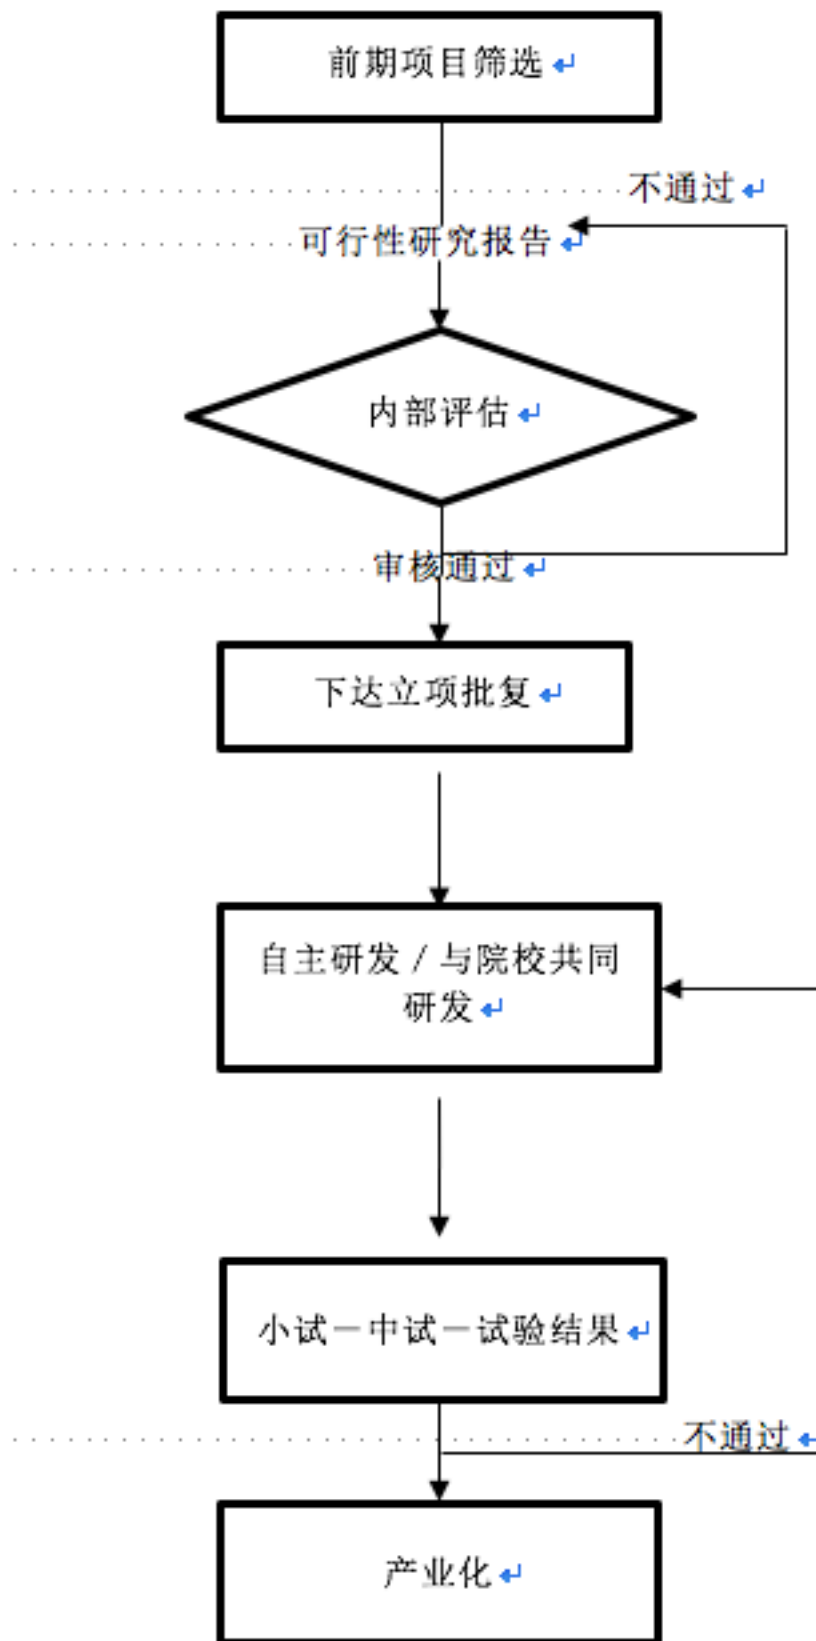 前期项目筛选
不通过
可行性研究报告
内部评估
审核通过
下达立项批复
自主研发/与院校共同
研发
小试－中试－试验结果
不通过
产业化